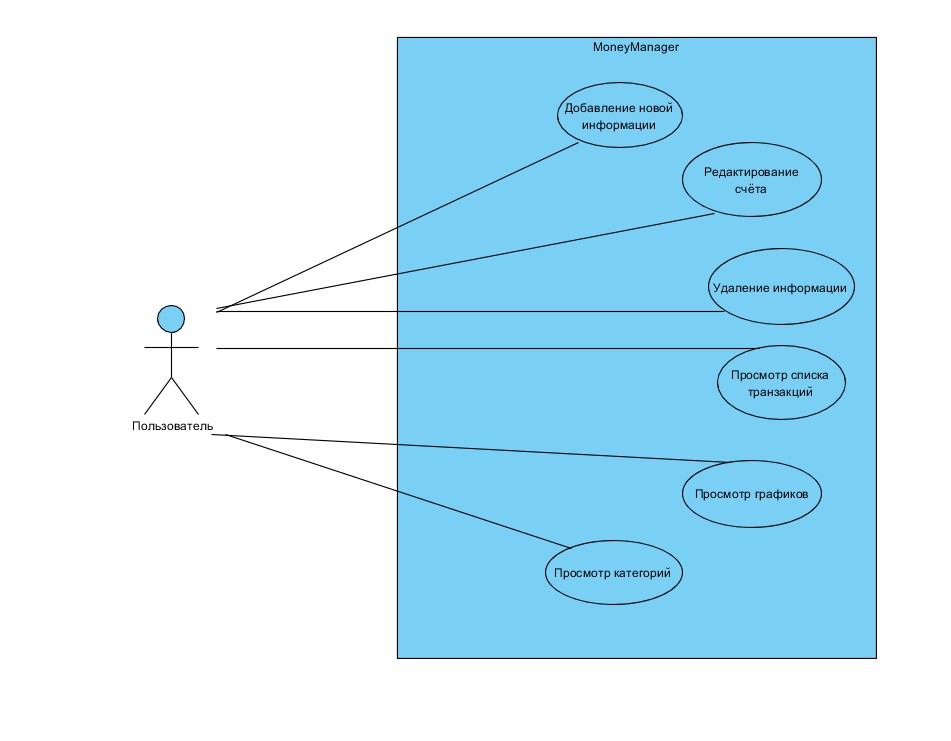 MoneyManager
Добавление новой
информации
Редактирование
счёта
Удаление информации
Просмотр списка
транзакций
Пользователь
Просмотр графиков
Просмотр категорий